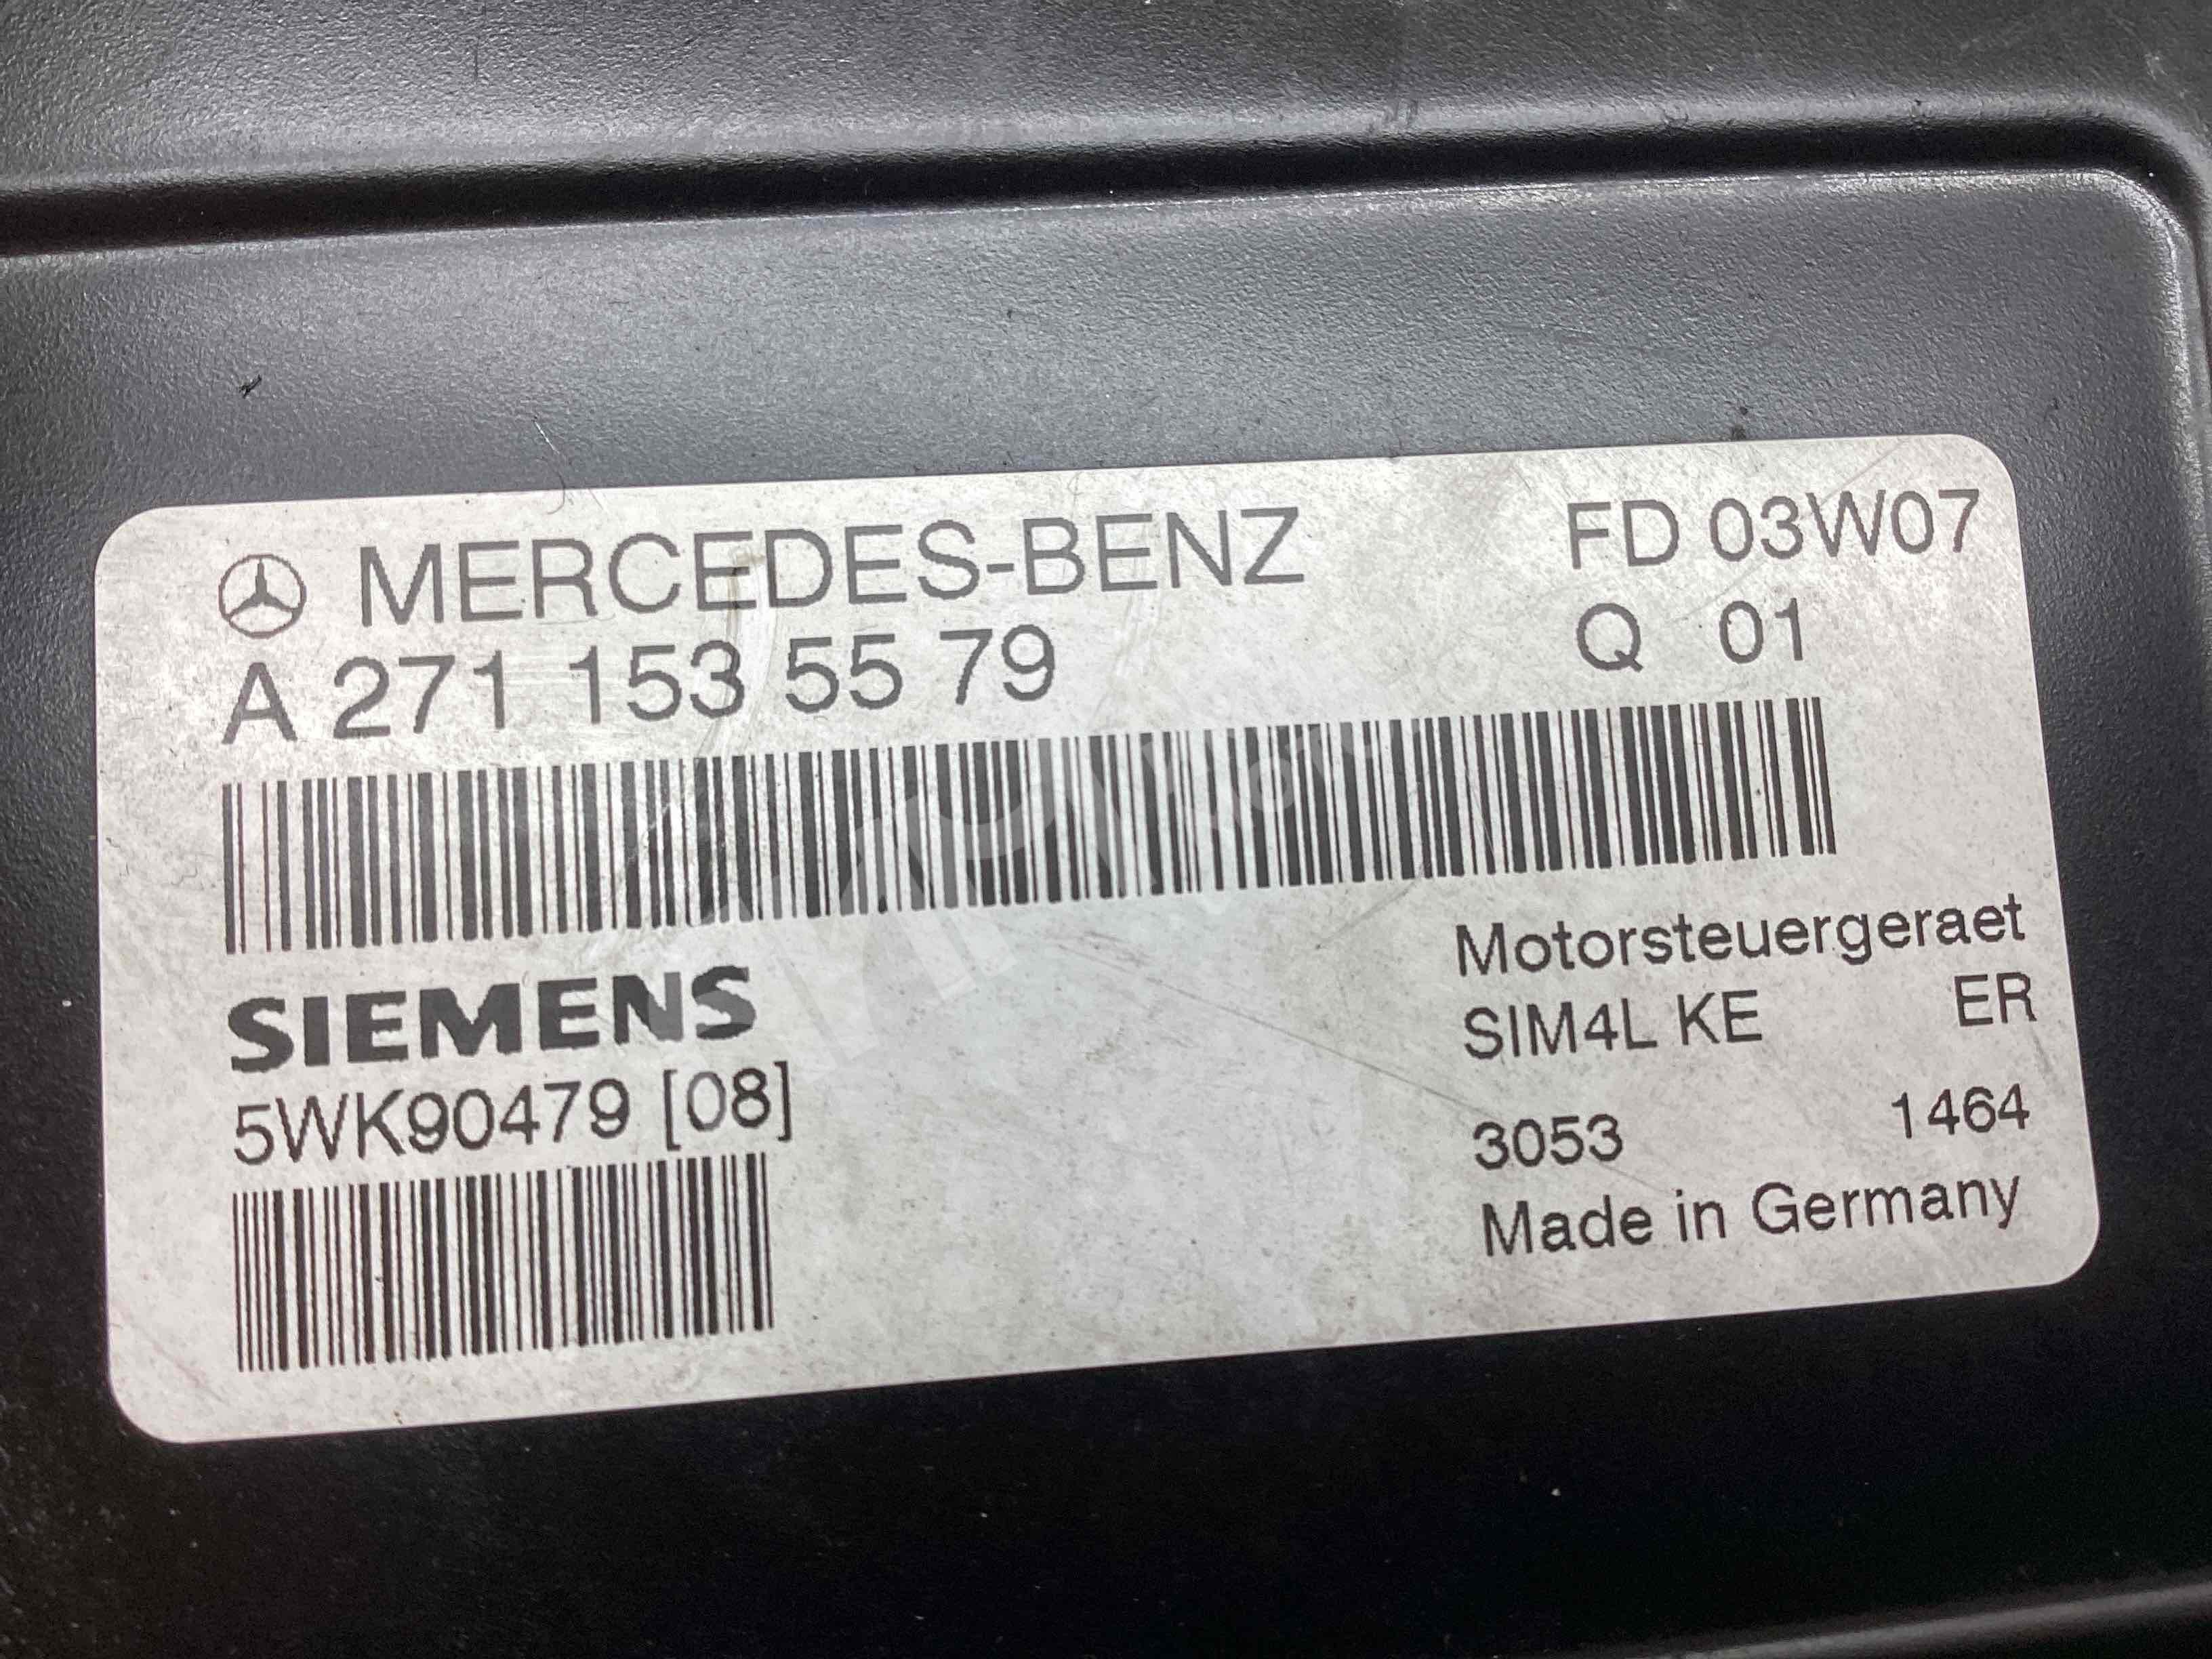 MERCEDES-BENZ FD 03W07
A 271 153 55 79 Q 01
SIEMENS Motorsteuergeraet
5WK90479 [08] SIM4L KE ER
3053 1464
Made in Germany